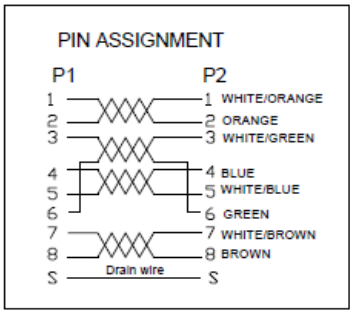 PIN ASSIGNMENT
P1 P2
1 1 WHITE/ORANGE
2 2 ORANGE
3 3 WHITE/GREEN
4 4 BLUE
5 5 WHITE/BLUE
6 6 GREEN
7 7 WHITE/BROWN
8 8 BROWN
S Drain wire S